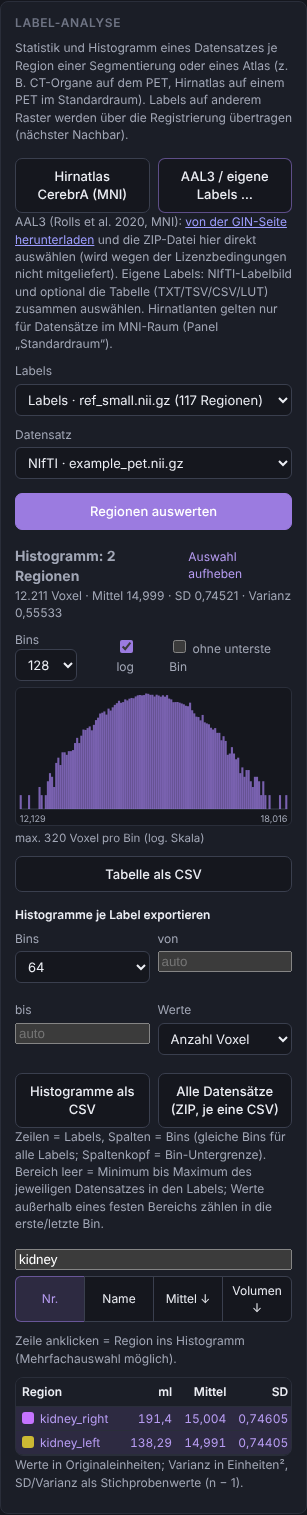 LABEL-ANALYSE
Statistik und Histogramm eines Datensatzes je
Region einer Segmentierung oder eines Atlas (z.
B. CT-Organe auf dem PET, Hirnatlas auf einem
PET im Standardraum). Labels auf anderem
Raster werden über die Registrierung übertragen
(nächster Nachbar).
Hirnatlas
CerebrA (MNI)
AAL3 / eigene
Labels ...
AAL3 (Rolls et al. 2020, MNI): von der GIN-Seite
herunterladen und die ZIP-Datei hier direkt
auswählen (wird wegen der Lizenzbedingungen
nicht mitgeliefert). Eigene Labels: NIfTI-Labelbild
und optional die Tabelle (TXT/TSV/CSV/LUT)
zusammen auswählen. Hirnatlanten gelten nur
für Datensätze im MNI-Raum (Panel
„Standardraum“).
Labels
Labels · ref_small.nii.gz (117 Regionen)
Datensatz
NIfTI · example_pet.nii.gz
Regionen auswerten
Histogramm: 2
Regionen
Auswahl
aufheben
12.211 Voxel · Mittel 14,999 · SD 0,74521 · Varianz
0,55533
Bins
128
log
ohne unterste
Bin
12,129
18,016
max. 320 Voxel pro Bin (log. Skala)
Tabelle als CSV
Histogramme je Label exportieren
Bins
von
64
auto
bis
Werte
auto
Anzahl Voxel
Histogramme als
CSV
Alle Datensätze
(ZIP, je eine CSV)
Zeilen = Labels, Spalten = Bins (gleiche Bins für
alle Labels; Spaltenkopf = Bin-Untergrenze).
Bereich leer = Minimum bis Maximum des
jeweiligen Datensatzes in den Labels; Werte
außerhalb eines festen Bereichs zählen in die
erste/letzte Bin.
kidney
Nr.
Name
Mittel ↓
Volumen
↓
Zeile anklicken = Region ins Histogramm
(Mehrfachauswahl möglich).
Region ml Mittel SD
kidney_right 191,4 15,004 0,74605
kidney_left 138,29 14,991 0,74405
Werte in Originaleinheiten; Varianz in Einheiten²,
SD/Varianz als Stichprobenwerte (n − 1).